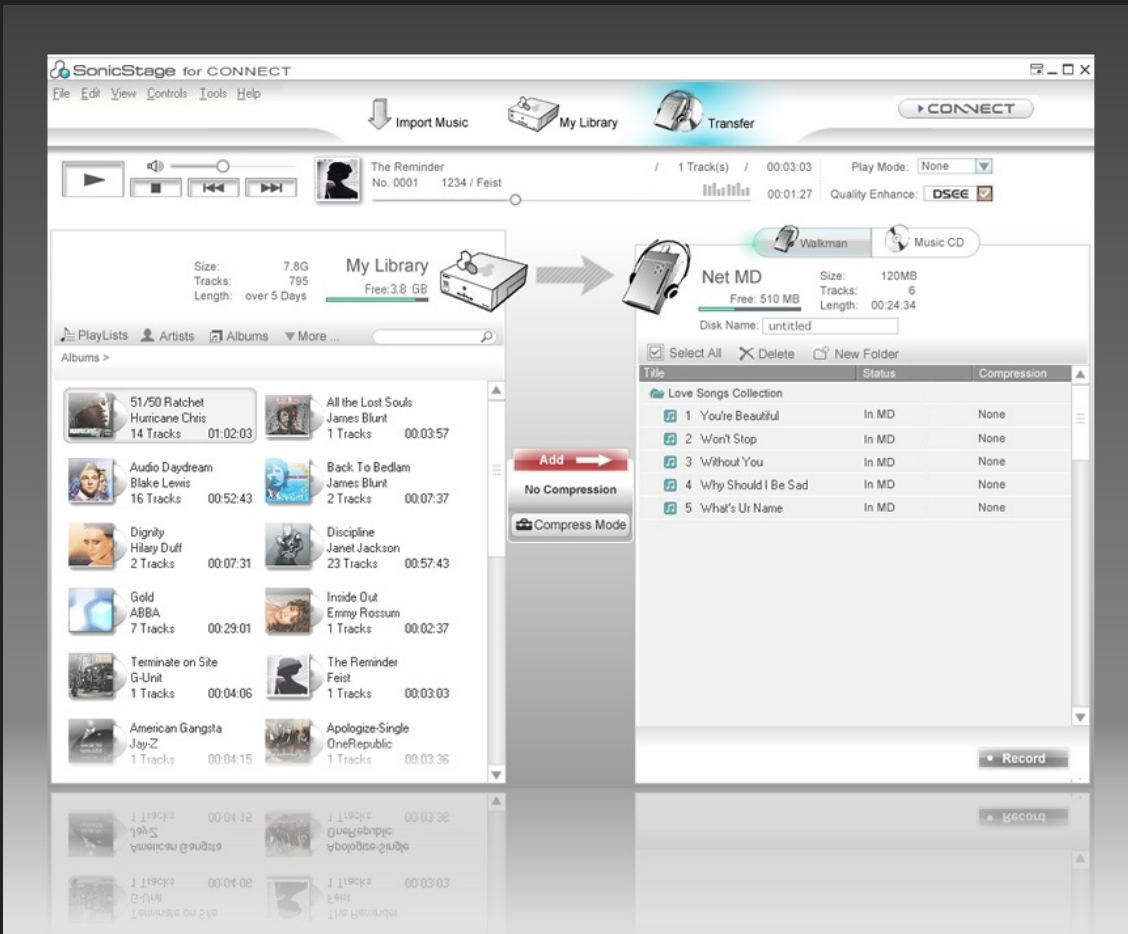 SonicStage for CONNECT
File Edit View Controls Tools Help
Import Music
My Library
Transfer
CONNECT
The Reminder
No. 0001 1234 / Feist
/ 1 Track(s) / 00:03:03
00:01:27
Play Mode: None
Quality Enhance: DSEE
Size: 7.8G
Tracks: 795
Length: over 5 Days
My Library
Free:3.8 GB
PlayLists Artists Albums More ...
Albums >
51/50 Ratchet
Hurricane Chris
14 Tracks 01:02:03
All the Lost Souls
James Blunt
1 Tracks 00:03:57
Audio Daydream
Blake Lewis
16 Tracks 00:52:43
Back To Bedlam
James Blunt
2 Tracks 00:07:37
Dignity
Hilary Duff
2 Tracks 00:07:31
Discipline
Janet Jackson
23 Tracks 00:57:43
Gold
ABBA
7 Tracks 00:29:01
Inside Out
Emmy Rossum
1 Tracks 00:02:37
Terminate on Site
G-Unit
1 Tracks 00:04:06
The Reminder
Feist
1 Tracks 00:03:03
American Gangsta
Jay-Z
1 Tracks 00:04:15
Apologize-Single
OneRepublic
1 Tracks 00:03:36
Add
No Compression
Compress Mode
Walkman
Music CD
Net MD
Free: 510 MB
Size: 120MB
Tracks: 6
Length: 00:24:34
Disk Name: untitled
Select All Delete New Folder
Title Status Compression
Love Songs Collection
1 You're Beautiful In MD None
2 Won't Stop In MD None
3 Without You In MD None
4 Why Should I Be Sad In MD None
5 What's Ur Name In MD None
Record